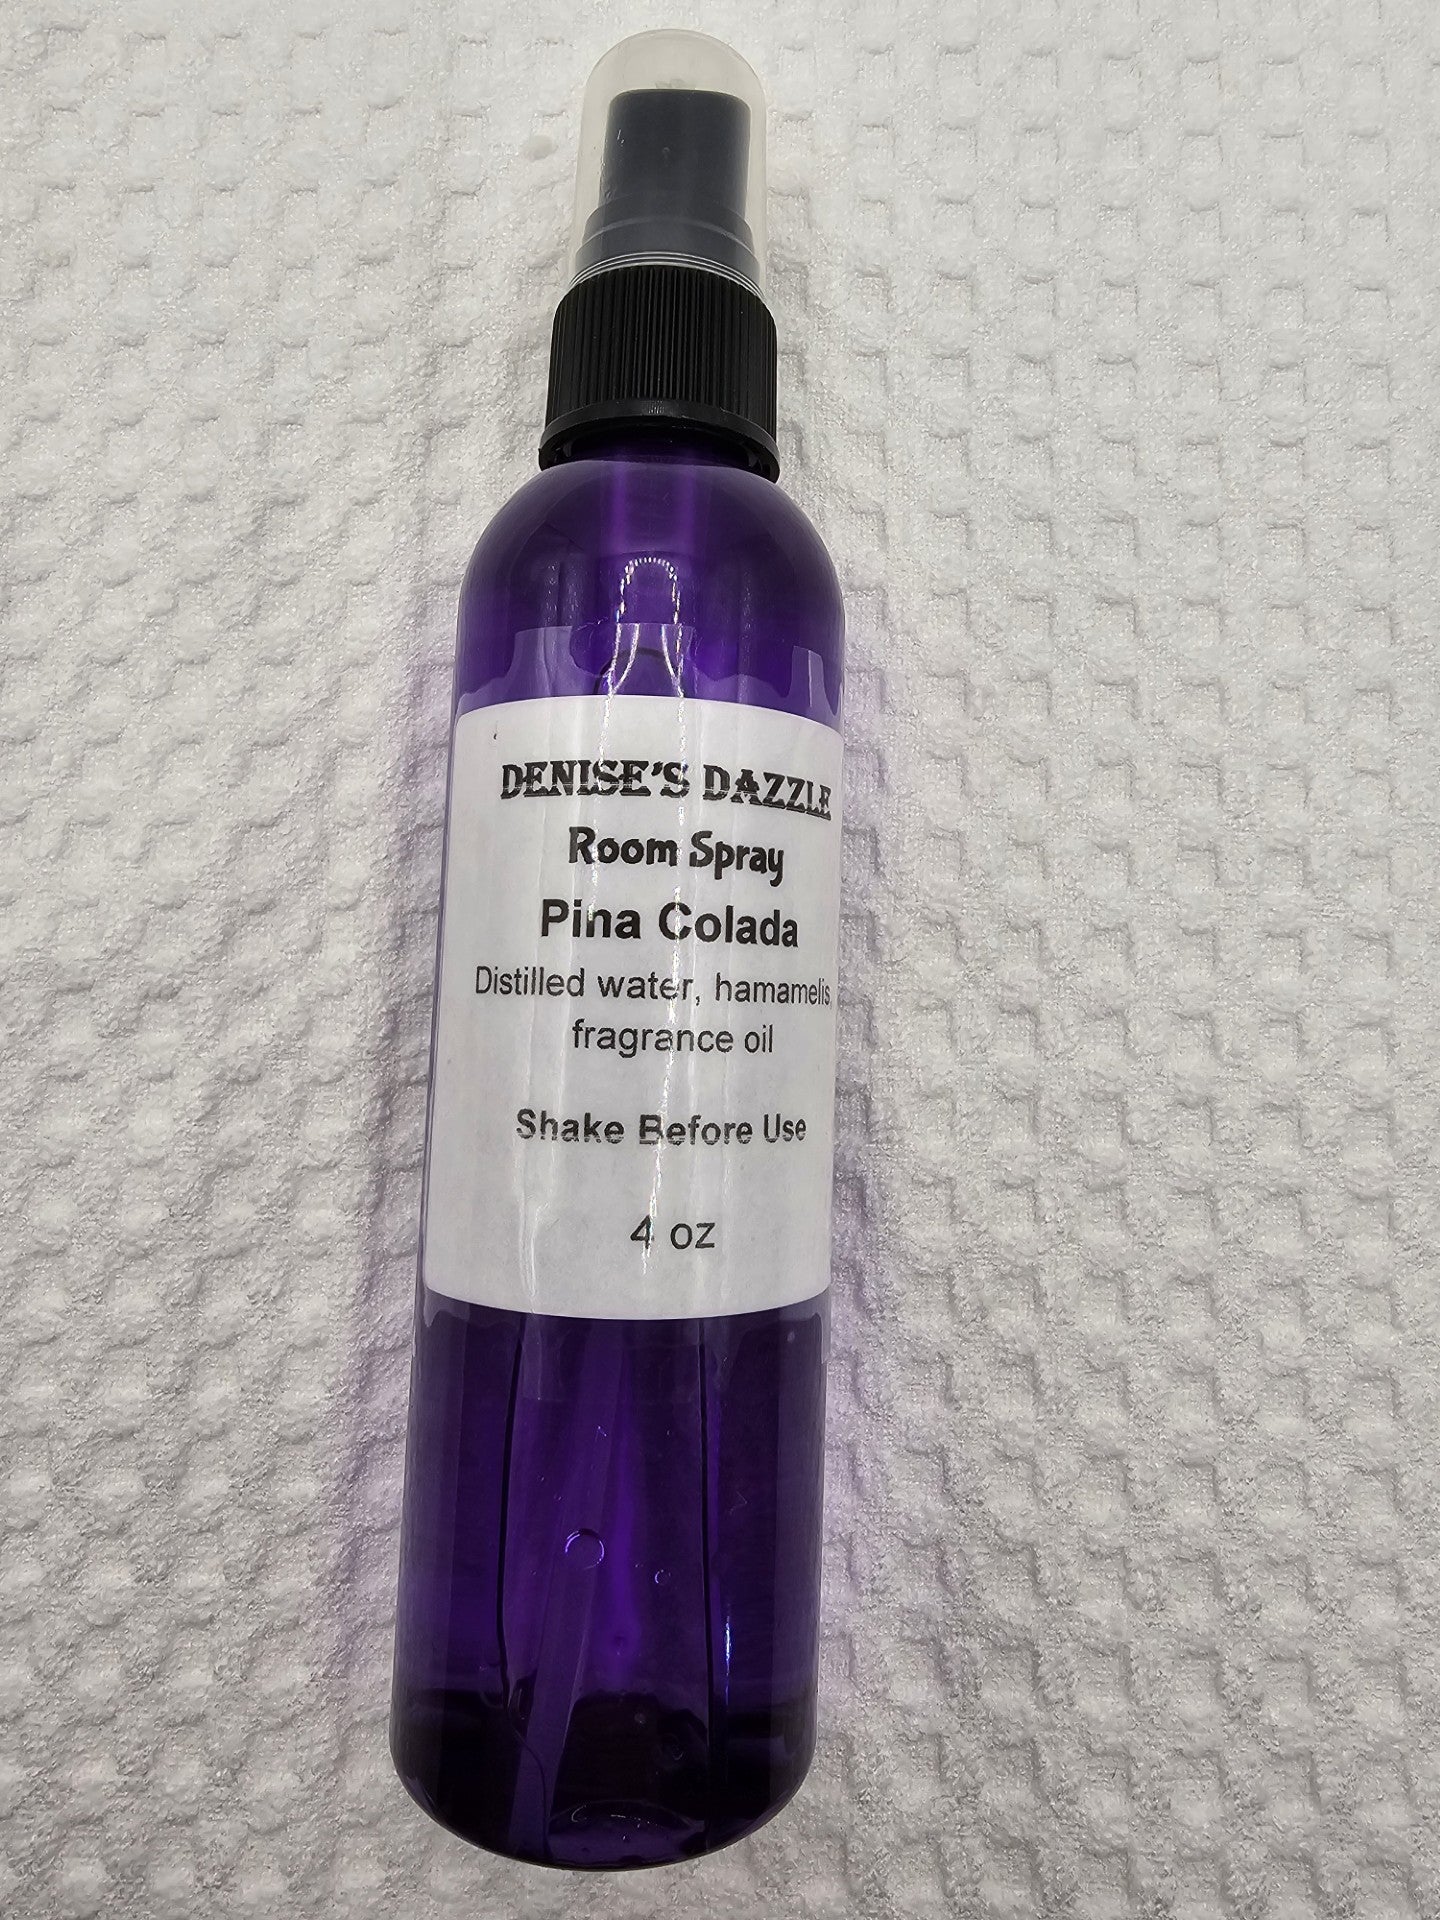 DENISE'S DAZZLE
Room Spray
Pina Colada
Distilled water, hamamelis,
fragrance oil
Shake Before Use
4 oz